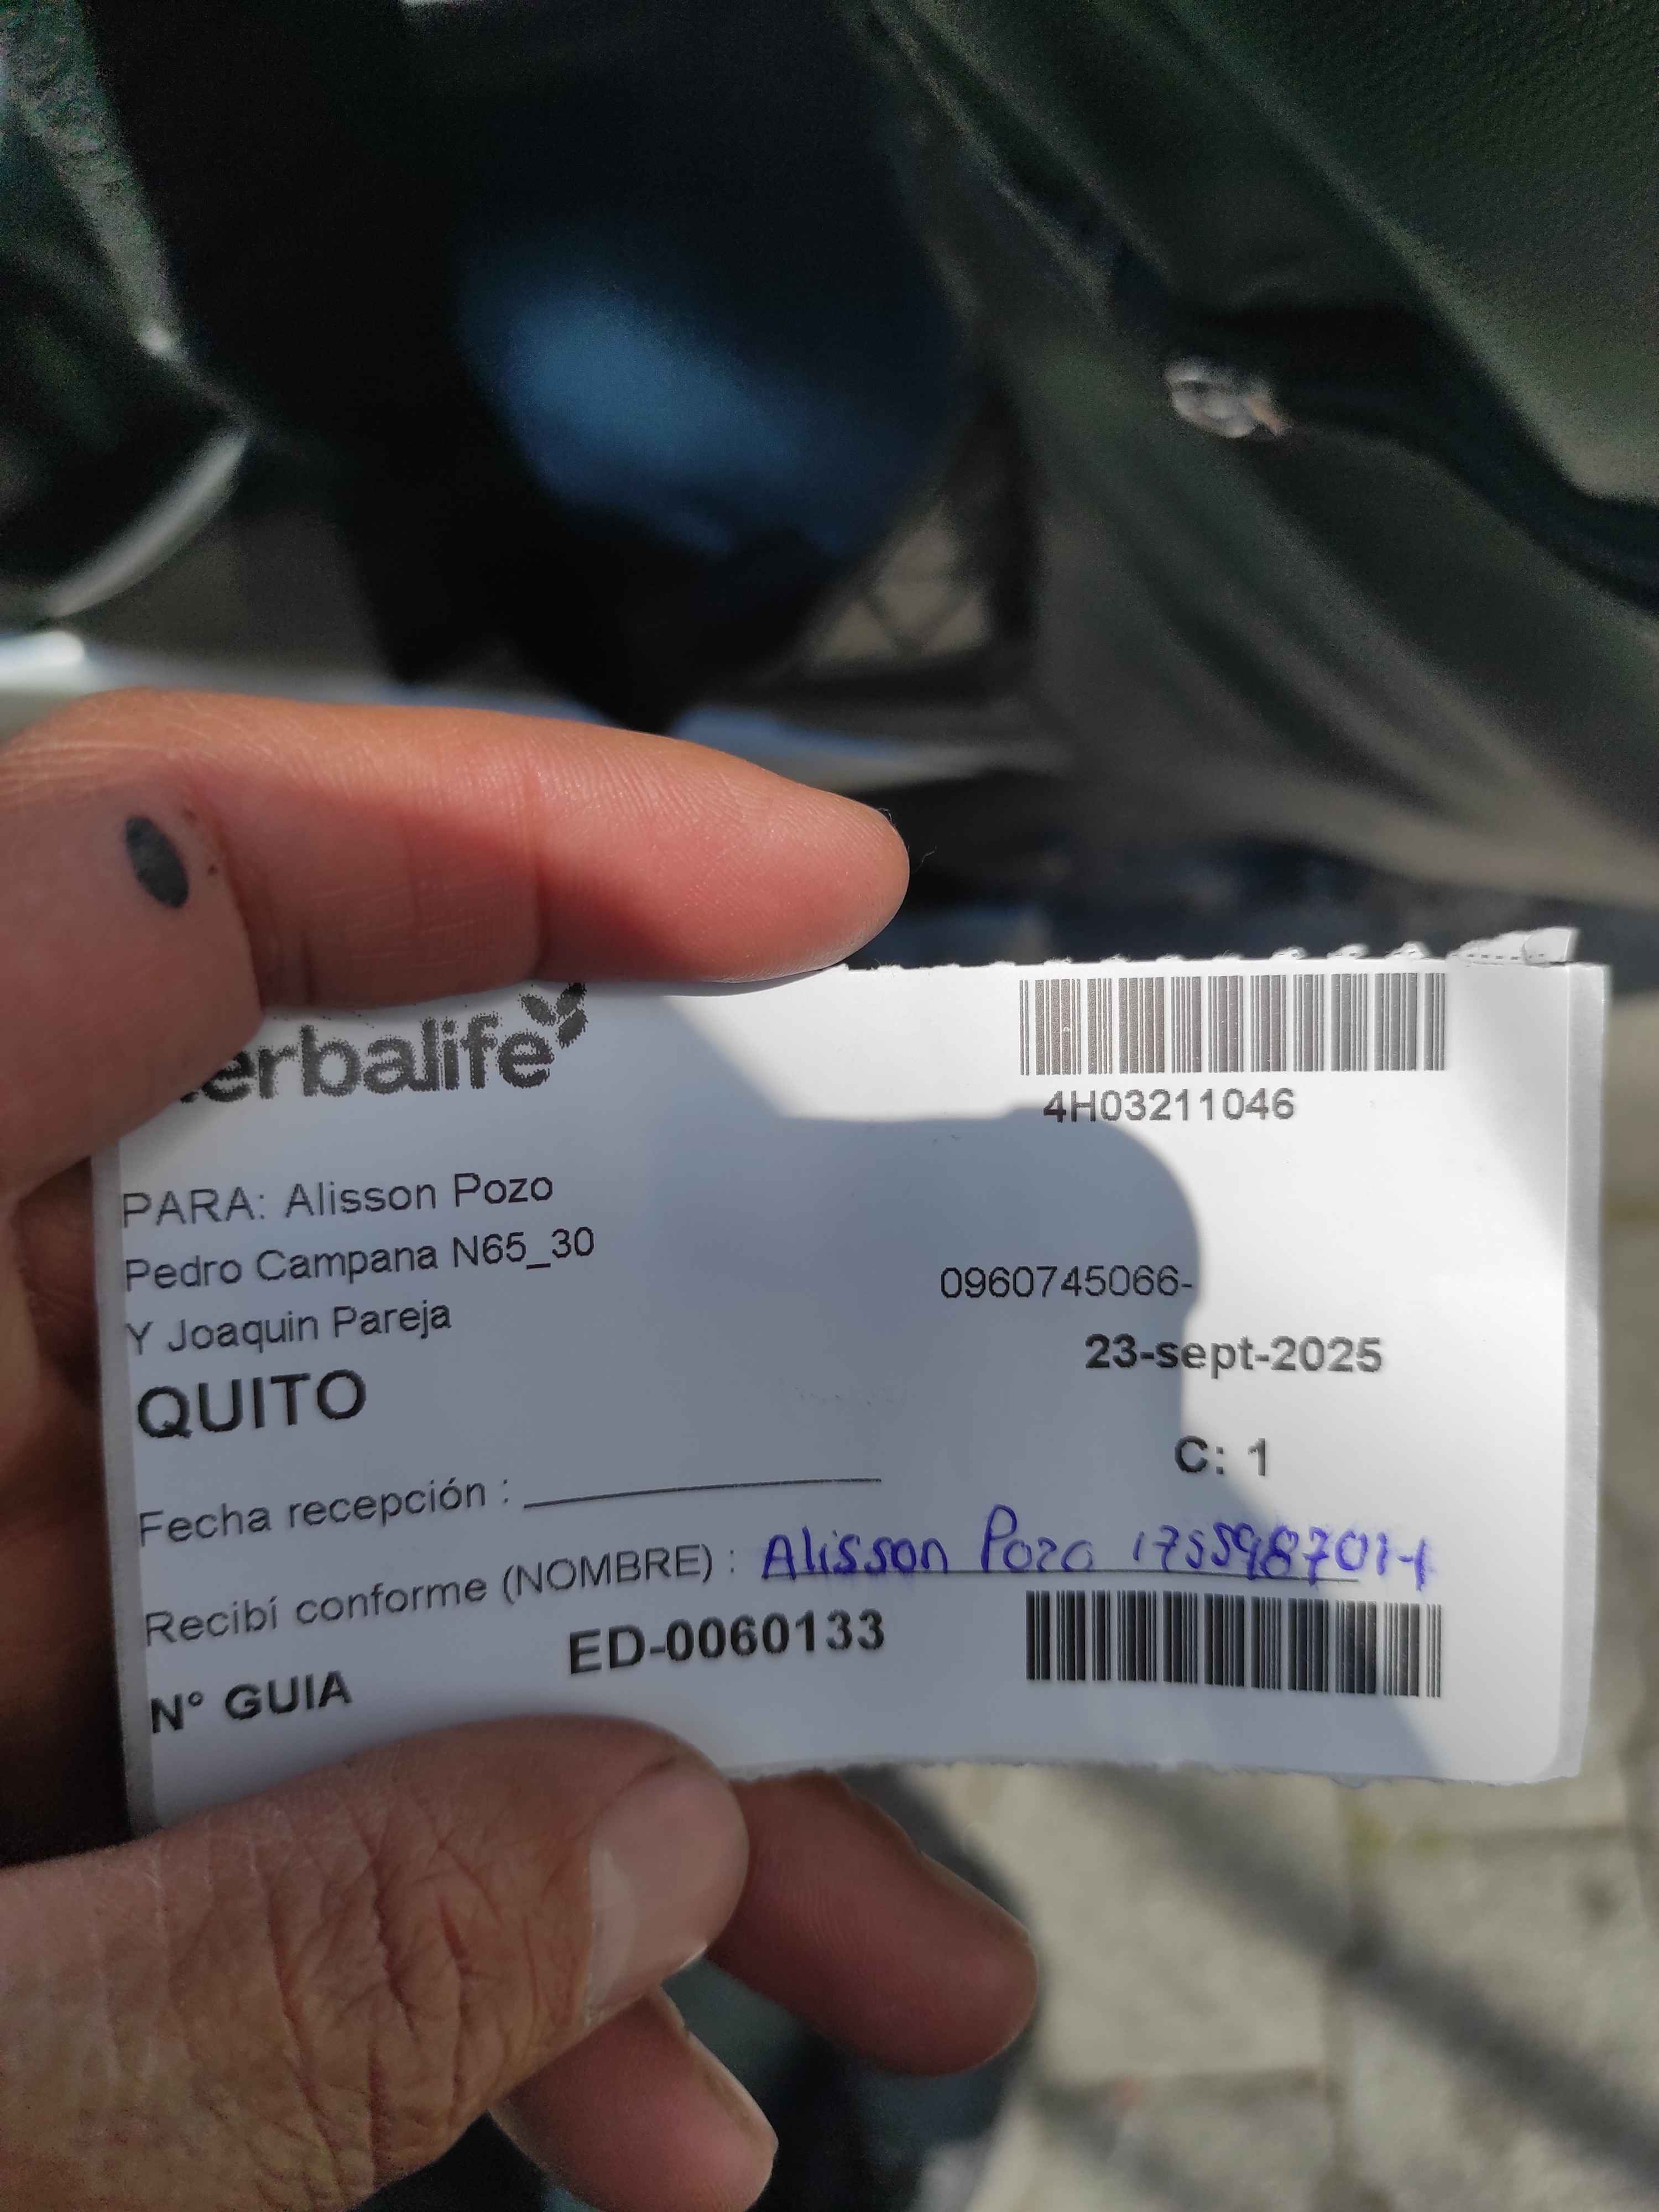 erbalife
4H03211046
PARA: Alisson Pozo
Pedro Campana N65_30
0960745066-
Y Joaquin Pareja
23-sept-2025
QUITO
C: 1
Fecha recepción :
Recibí conforme (NOMBRE) : Alisson Pozo
N° GUIA ED-0060133